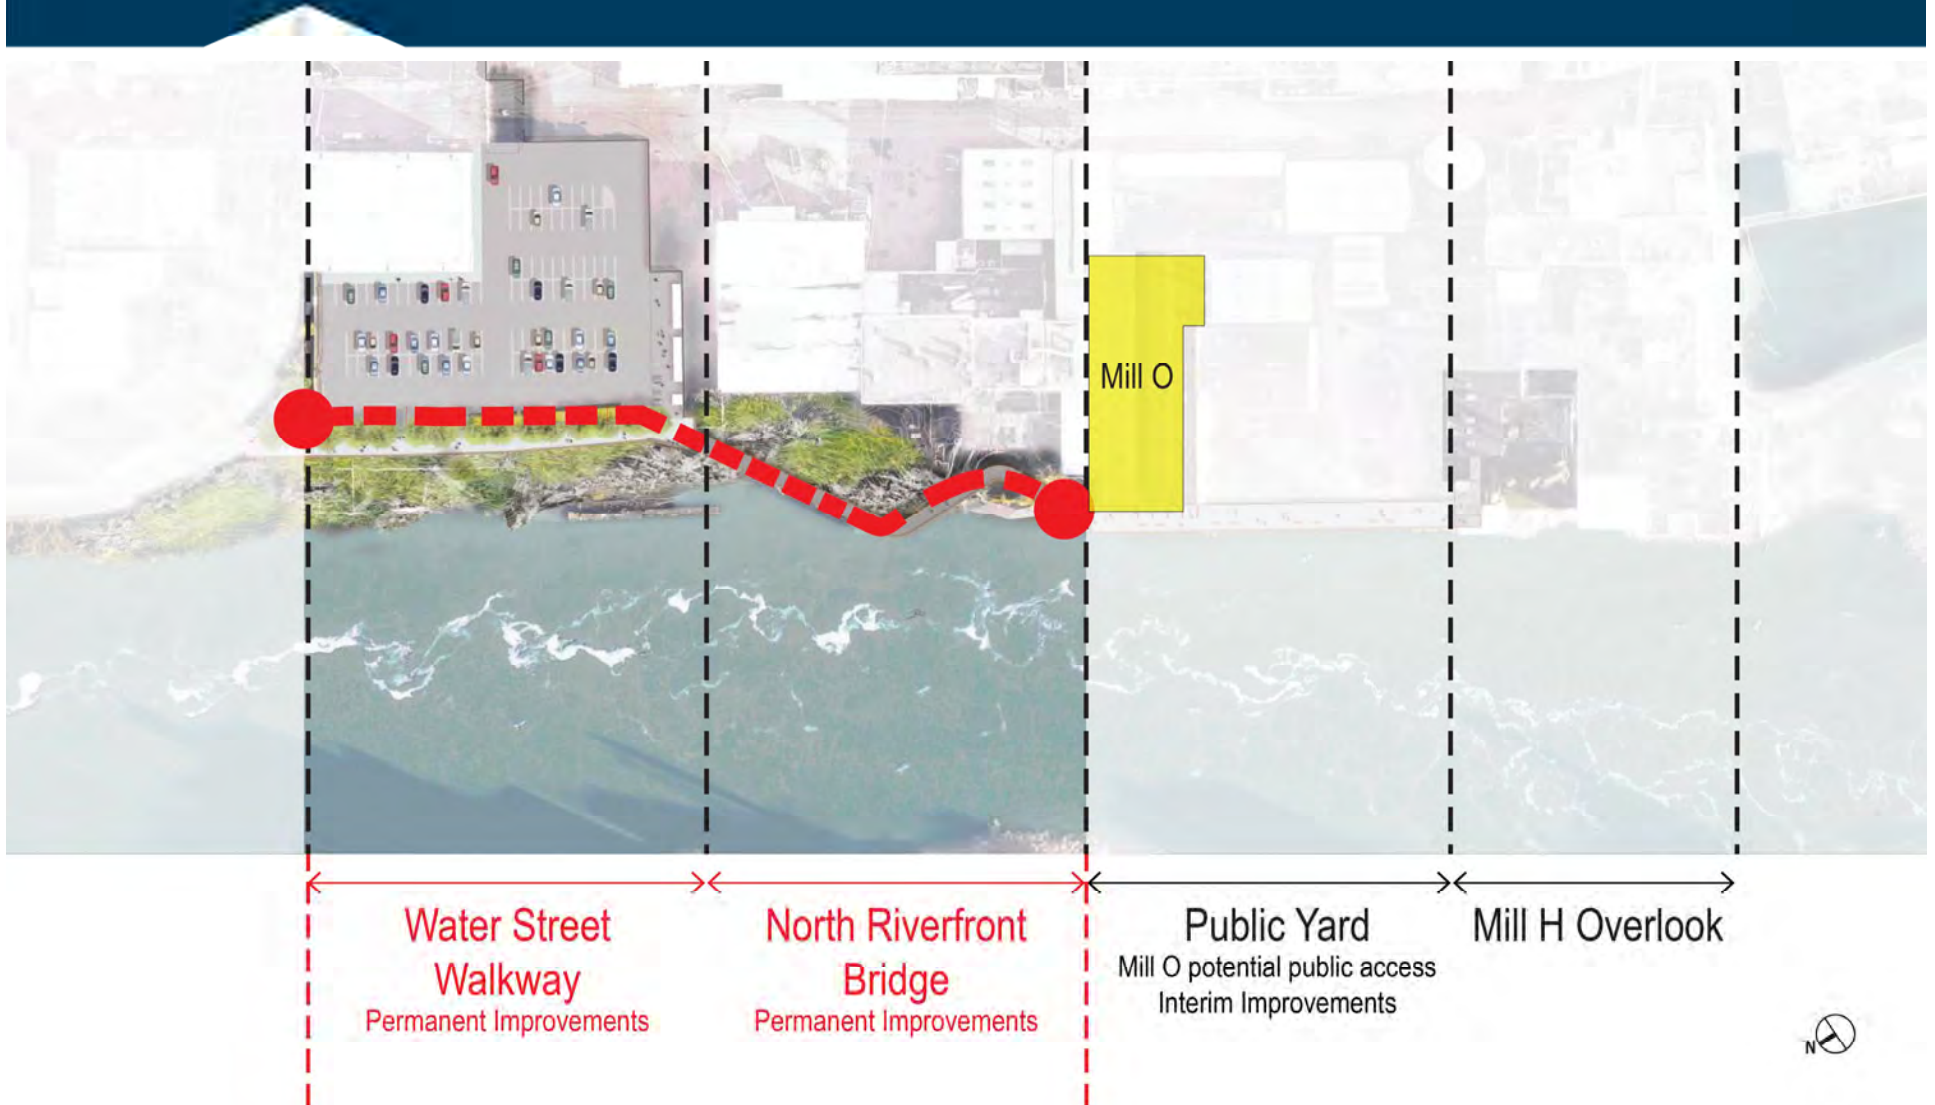 Mill O
Water Street
Walkway
Permanent Improvements
North Riverfront
Bridge
Permanent Improvements
Public Yard
Mill O potential public access
Interim Improvements
Mill H Overlook
N